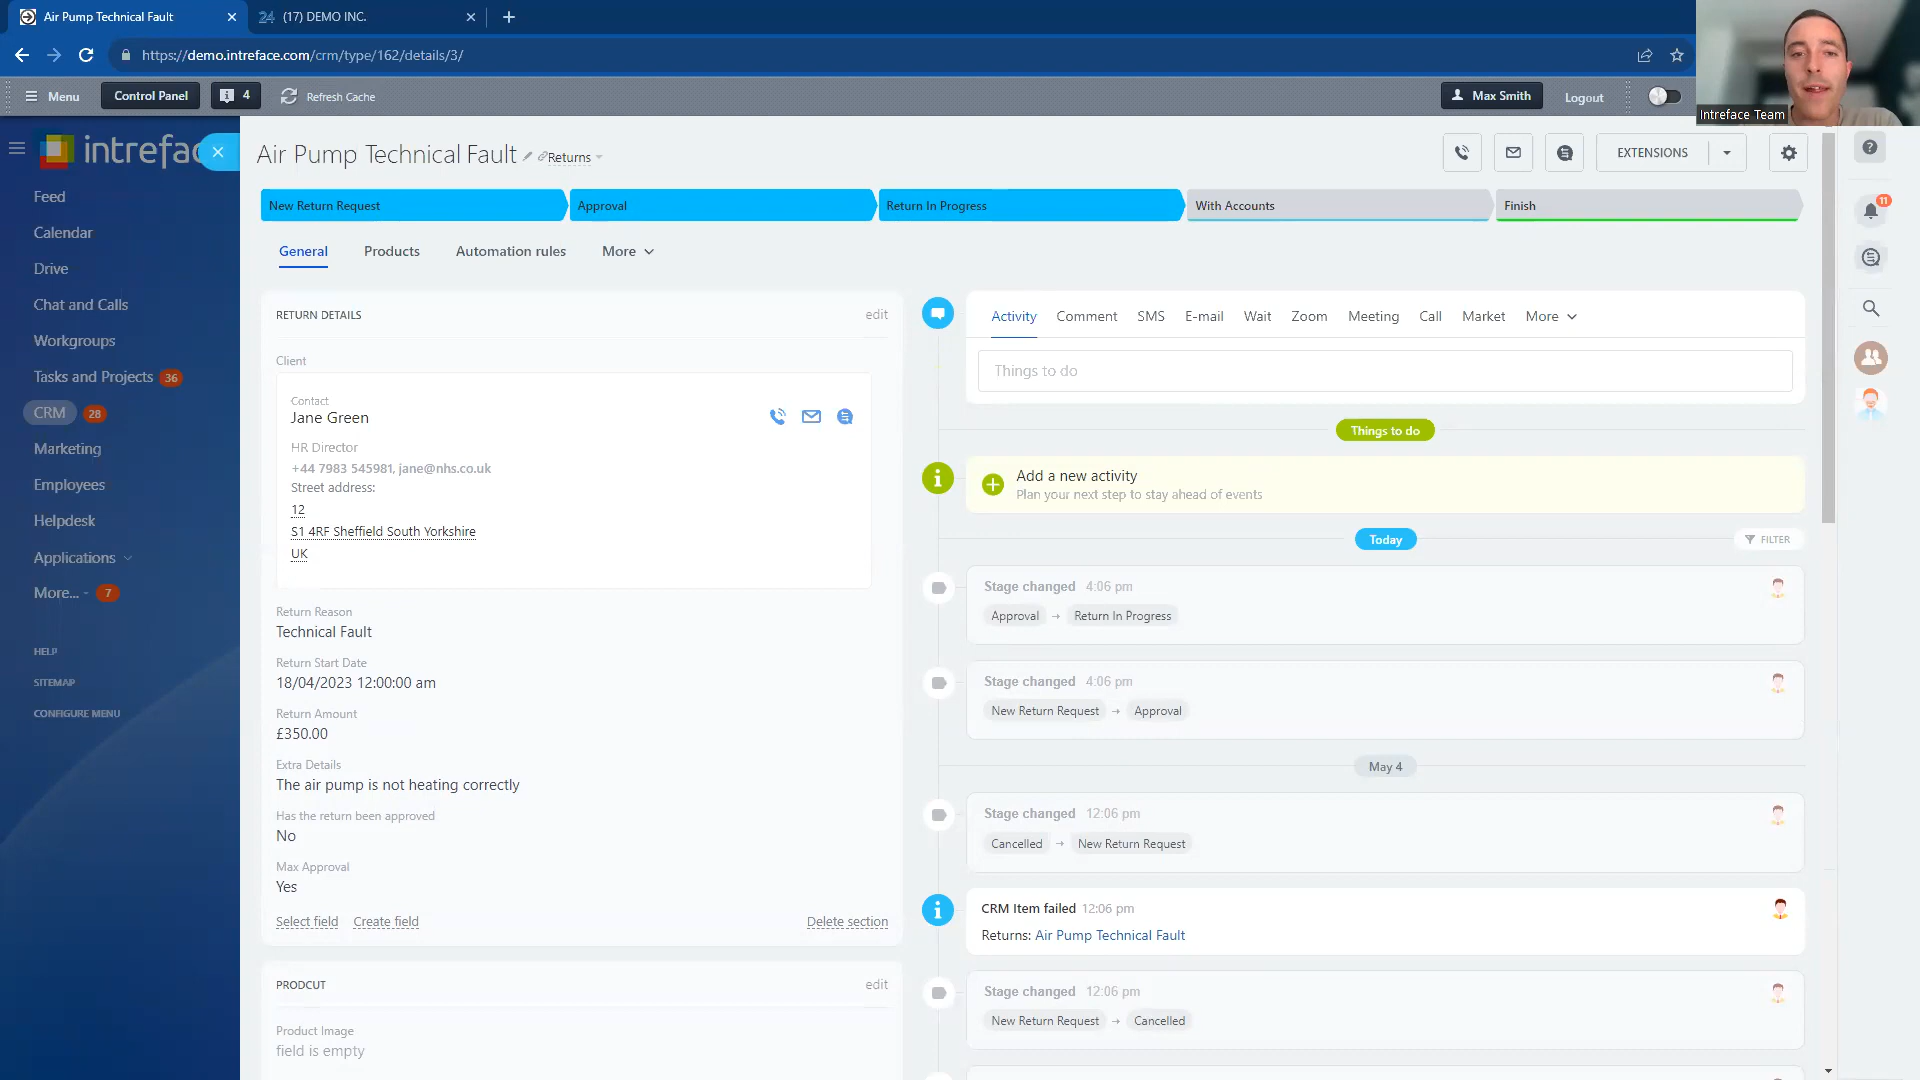 Air Pump Technical Fault
24 (17) DEMO INC.
https://demo.intreface.com/crm/type/162/details/3/
Menu
Control Panel
4
Refresh Cache
Max Smith
Logout
Intreface Team
intrefac
Feed
Calendar
Drive
Chat and Calls
Workgroups
Tasks and Projects 36
CRM 28
Marketing
Employees
Helpdesk
Applications
More... 7
HELP
SITEMAP
CONFIGURE MENU
Air Pump Technical Fault
Returns
EXTENSIONS
?
11
New Return Request
Approval
Return In Progress
With Accounts
Finish
General
Products
Automation rules
More
RETURN DETAILS
edit
Client
Contact
Jane Green
HR Director
+44 7983 545981, jane@nhs.co.uk
Street address:
12
S1 4RF Sheffield South Yorkshire
UK
Return Reason
Technical Fault
Return Start Date
18/04/2023 12:00:00 am
Return Amount
£350.00
Extra Details
The air pump is not heating correctly
Has the return been approved
No
Max Approval
Yes
Select field
Create field
Delete section
PRODCUT
edit
Product Image
field is empty
Activity
Comment
SMS
E-mail
Wait
Zoom
Meeting
Call
Market
More
Things to do
Things to do
Add a new activity
Plan your next step to stay ahead of events
Today
FILTER
Stage changed 4:06 pm
Approval → Return In Progress
Stage changed 4:06 pm
New Return Request → Approval
May 4
Stage changed 12:06 pm
Cancelled → New Return Request
CRM Item failed 12:06 pm
Returns: Air Pump Technical Fault
Stage changed 12:06 pm
New Return Request → Cancelled